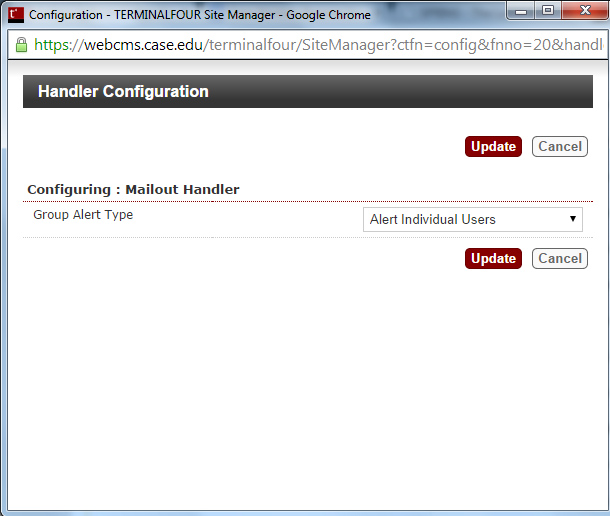 Configuration - TERMINALFOUR Site Manager - Google Chrome
https://webcms.case.edu/terminalfour/SiteManager?ctfn=config&fnno=20&handl
Handler Configuration
Update Cancel
Configuring : Mailout Handler
Group Alert Type Alert Individual Users
Update Cancel